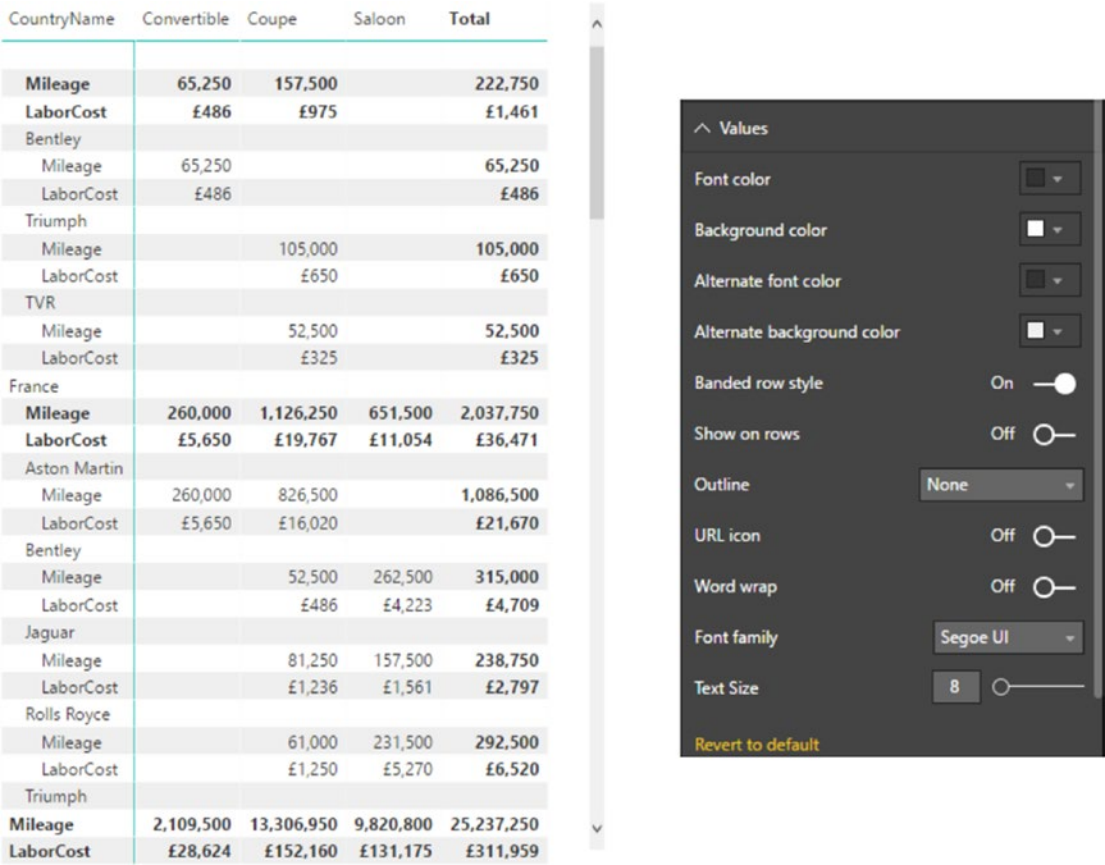 CountryName Convertible Coupe Saloon Total
Mileage 65,250 157,500 222,750
LaborCost £486 £975 £1,461
Bentley
Mileage 65,250 65,250
LaborCost £486 £486
Triumph
Mileage 105,000 105,000
LaborCost £650 £650
TVR
Mileage 52,500 52,500
LaborCost £325 £325
France
Mileage 260,000 1,126,250 651,500 2,037,750
LaborCost £5,650 £19,767 £11,054 £36,471
Aston Martin
Mileage 260,000 826,500 1,086,500
LaborCost £5,650 £16,020 £21,670
Bentley
Mileage 52,500 262,500 315,000
LaborCost £486 £4,223 £4,709
Jaguar
Mileage 81,250 157,500 238,750
LaborCost £1,236 £1,561 £2,797
Rolls Royce
Mileage 61,000 231,500 292,500
LaborCost £1,250 £5,270 £6,520
Triumph
Mileage 2,109,500 13,306,950 9,820,800 25,237,250
LaborCost £28,624 £152,160 £131,175 £311,959
Values
Font color
Background color
Alternate font color
Alternate background color
Banded row style On
Show on rows Off
Outline None
URL icon Off
Word wrap Off
Font family Segoe UI
Text Size 8
Revert to default